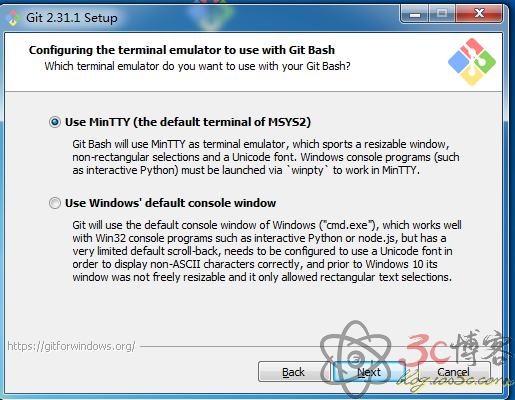 Git 2.31.1 Setup
Configuring the terminal emulator to use with Git Bash
Which terminal emulator do you want to use with your Git Bash?
Use MinTTY (the default terminal of MSYS2)
Git Bash will use MinTTY as terminal emulator, which sports a resizable window,
non-rectangular selections and a Unicode font. Windows console programs (such
as interactive Python) must be launched via `winpty` to work in MinTTY.
Use Windows' default console window
Git will use the default console window of Windows ("cmd.exe"), which works well
with Win32 console programs such as interactive Python or node.js, but has a
very limited default scroll-back, needs to be configured to use a Unicode font in
order to display non-ASCII characters correctly, and prior to Windows 10 its
window was not freely resizable and it only allowed rectangular text selections.
https://gitforwindows.org/
3c博客
blog.ios3c.com
Back
Next
Cancel